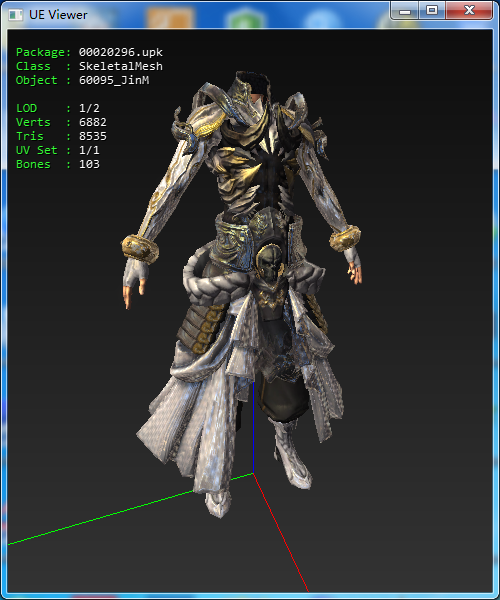 UE Viewer
Package: 00020296.upk
Class : SkeletalMesh
Object : 60095_JinM
LOD : 1/2
Verts : 6882
Tris : 8535
UV Set : 1/1
Bones : 103